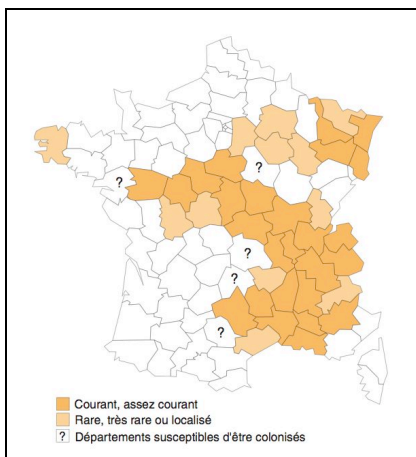 ?
?
?
?
?
Courant, assez courant
Rare, très rare ou localisé
? Départements susceptibles d'être colonisés